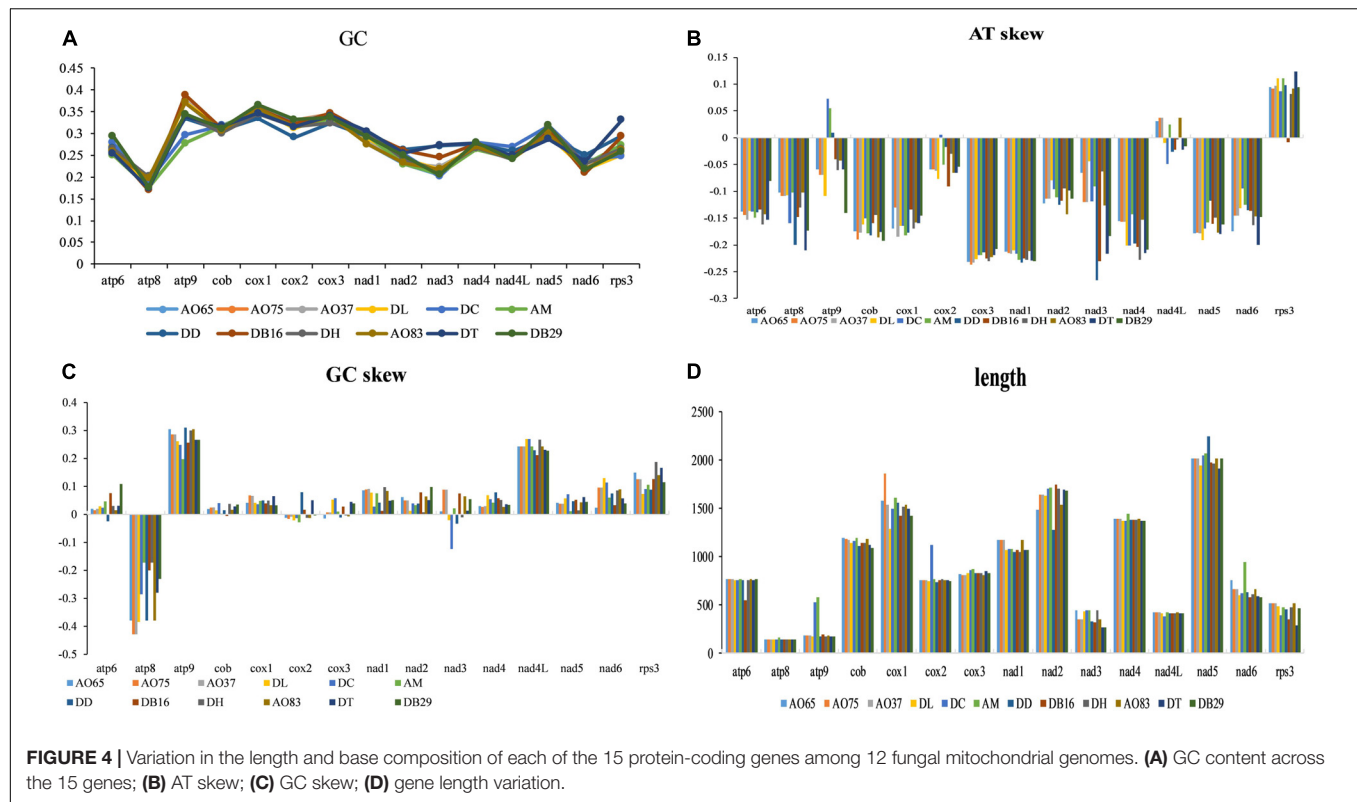 A
GC
0.45
0.4
0.35
0.3
0.25
0.2
0.15
0.1
0.05
0
atp6 atp8 atp9 cob cox1 cox2 cox3 nad1 nad2 nad3 nad4 nad4L nad5 nad6 rps3
AO65 AO75 AO37 DL DC AM
DD DB16 DH AO83 DT DB29
B
AT skew
0.15
0.1
0.05
0
-0.05
-0.1
-0.15
-0.2
-0.25
-0.3
atp6 atp8 atp9 cob cox1 cox2 cox3 nad1 nad2 nad3 nad4 nad4L nad5 nad6 rps3
AO65 AO75 AO37 DL DC AM DD DB16 DH AO83 DT DB29
C
GC skew
0.4
0.3
0.2
0.1
0
-0.1
-0.2
-0.3
-0.4
-0.5
atp6 atp8 atp9 cob cox1 cox2 cox3 nad1 nad2 nad3 nad4 nad4L nad5 nad6 rps3
AO65 AO75 AO37 DL DC AM
DD DB16 DH AO83 DT DB29
D
length
2500
2000
1500
1000
500
0
atp6 atp8 atp9 cob cox1 cox2 cox3 nad1 nad2 nad3 nad4 nad4L nad5 nad6 rps3
AO65 AO75 AO37 DL DC AM DD DB16 DH AO83 DT DB29
FIGURE 4 | Variation in the length and base composition of each of the 15 protein-coding genes among 12 fungal mitochondrial genomes. (A) GC content across
the 15 genes; (B) AT skew; (C) GC skew; (D) gene length variation.